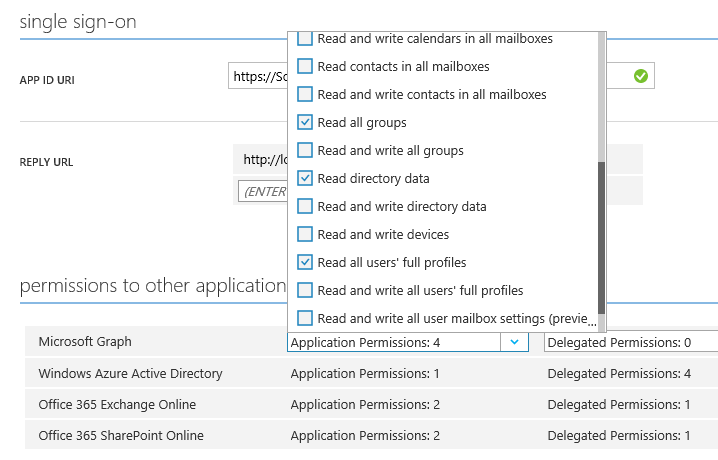 single sign-on
APP ID URI
https://So
REPLY URL
http://lo
(ENTER
Read and write calendars in all mailboxes
Read contacts in all mailboxes
Read and write contacts in all mailboxes
Read all groups
Read and write all groups
Read directory data
Read and write directory data
Read and write devices
Read all users' full profiles
Read and write all users' full profiles
Read and write all user mailbox settings (previe...
permissions to other application
Microsoft Graph Application Permissions: 4 Delegated Permissions: 0
Windows Azure Active Directory Application Permissions: 1 Delegated Permissions: 4
Office 365 Exchange Online Application Permissions: 2 Delegated Permissions: 1
Office 365 SharePoint Online Application Permissions: 2 Delegated Permissions: 1